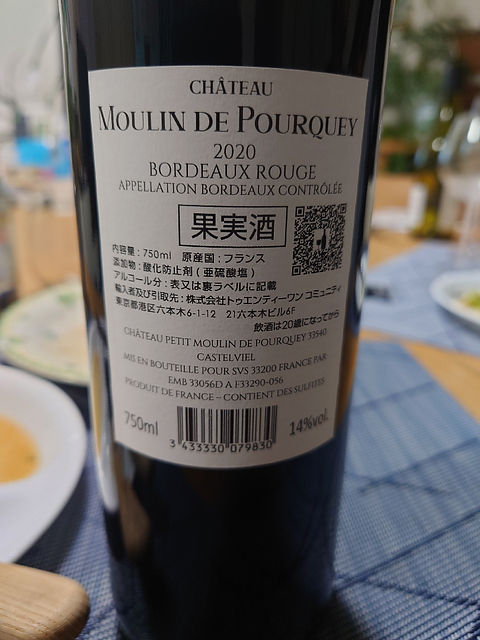 CHÂTEAU
MOULIN DE POURQUEY
2020
BORDEAUX ROUGE
APPELLATION BORDEAUX CONTRÔLÉE
果実酒
内容量：750ml 原産国：フランス
添加物：酸化防止剤（亜硫酸塩）
アルコール分：表又は裏ラベルに記載
輸入者及び引取先：株式会社トゥエンティーワン コミュニティ
東京都港区六本木6-1-12 21六本木ビル6F
飲酒は20歳になってから
CHÂTEAU PETIT MOULIN DE POURQUEY 33540
CASTELVIEL
MIS EN BOUTEILLE POUR SVS 33200 FRANCE PAR
EMB 33056D A F33290-056
PRODUIT DE FRANCE – CONTIENT DES SULFITES
750ml
14%vol.
3 433330 079830